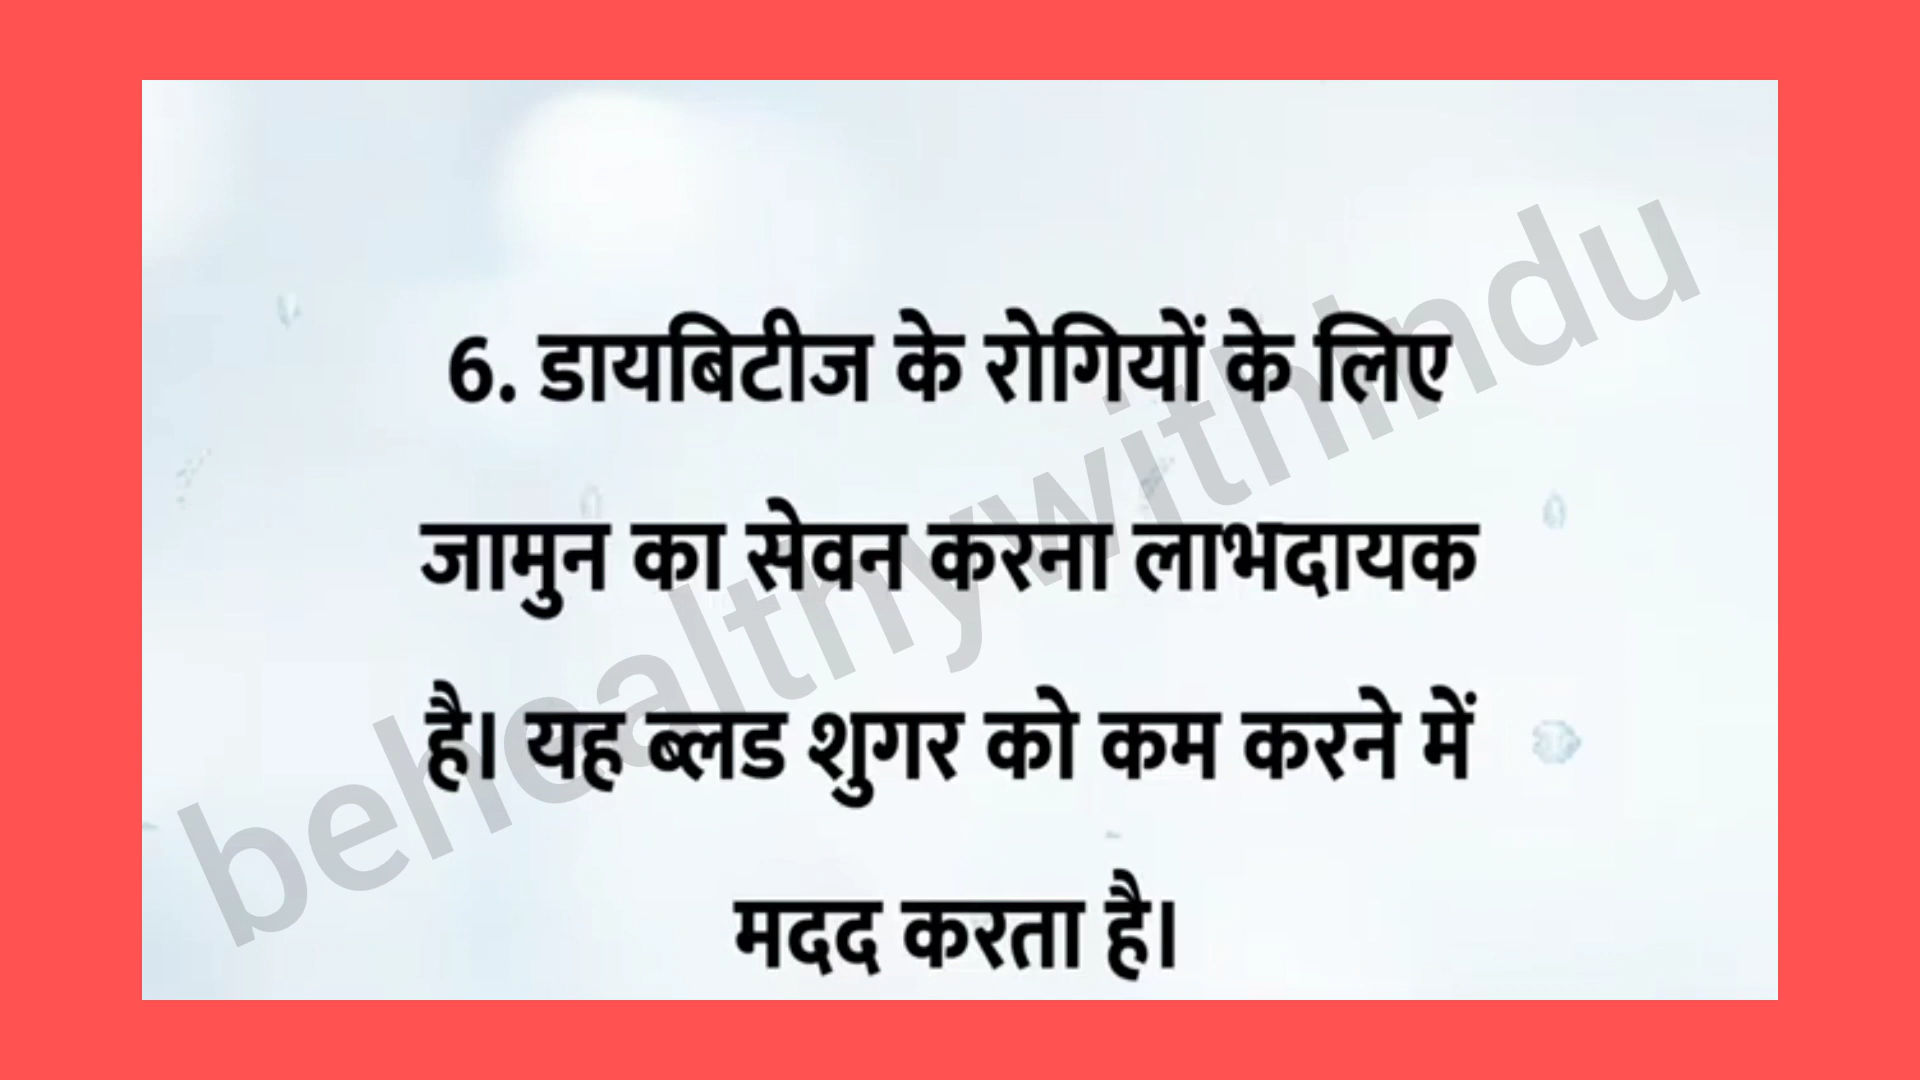 6. डायबिटीज के रोगियों के लिए
जामुन का सेवन करना लाभदायक
है। यह ब्लड शुगर को कम करने में
मदद करता है।
behealthywithindu